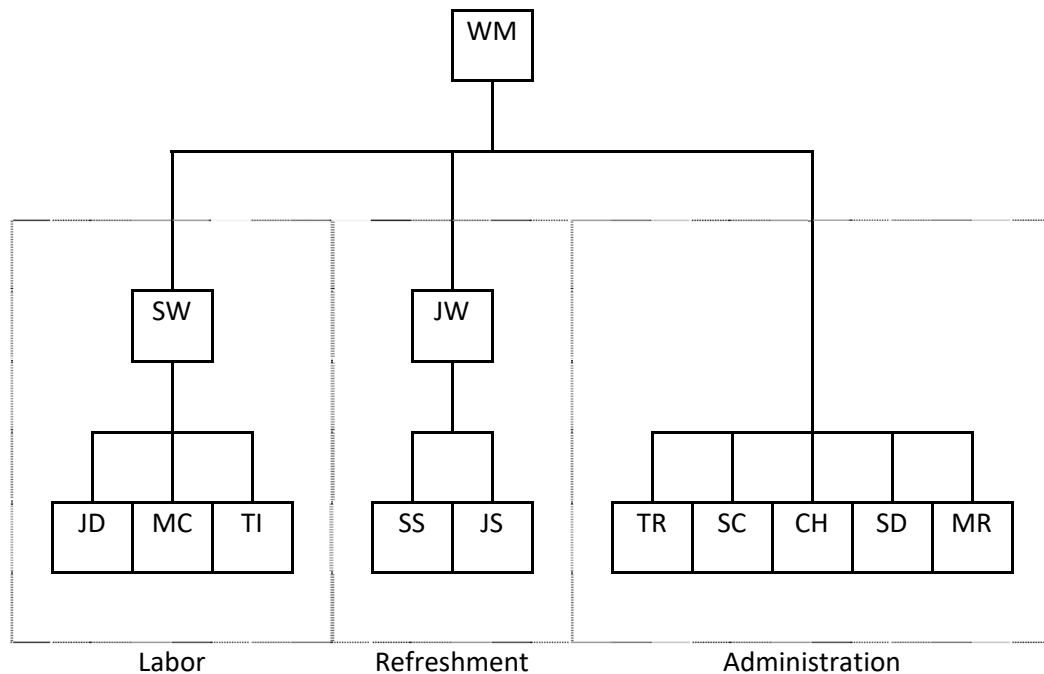 WM
SW JW
JD MC TI SS JS TR SC CH SD MR
Labor Refreshment Administration